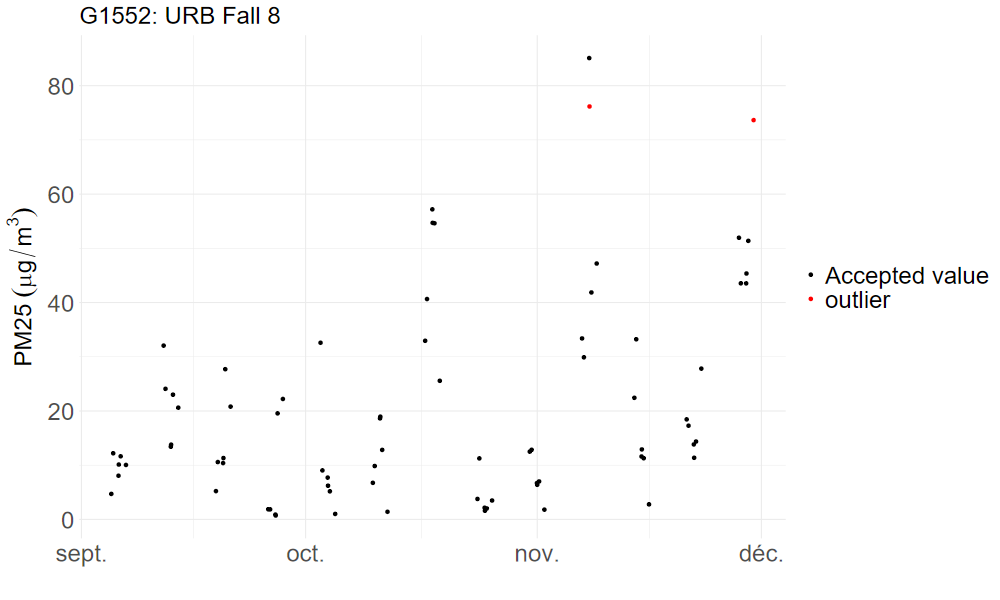 G1552: URB Fall 8
PM25 (μg/m³)
80
60
40
20
0
sept.
oct.
nov.
déc.
Accepted value
outlier